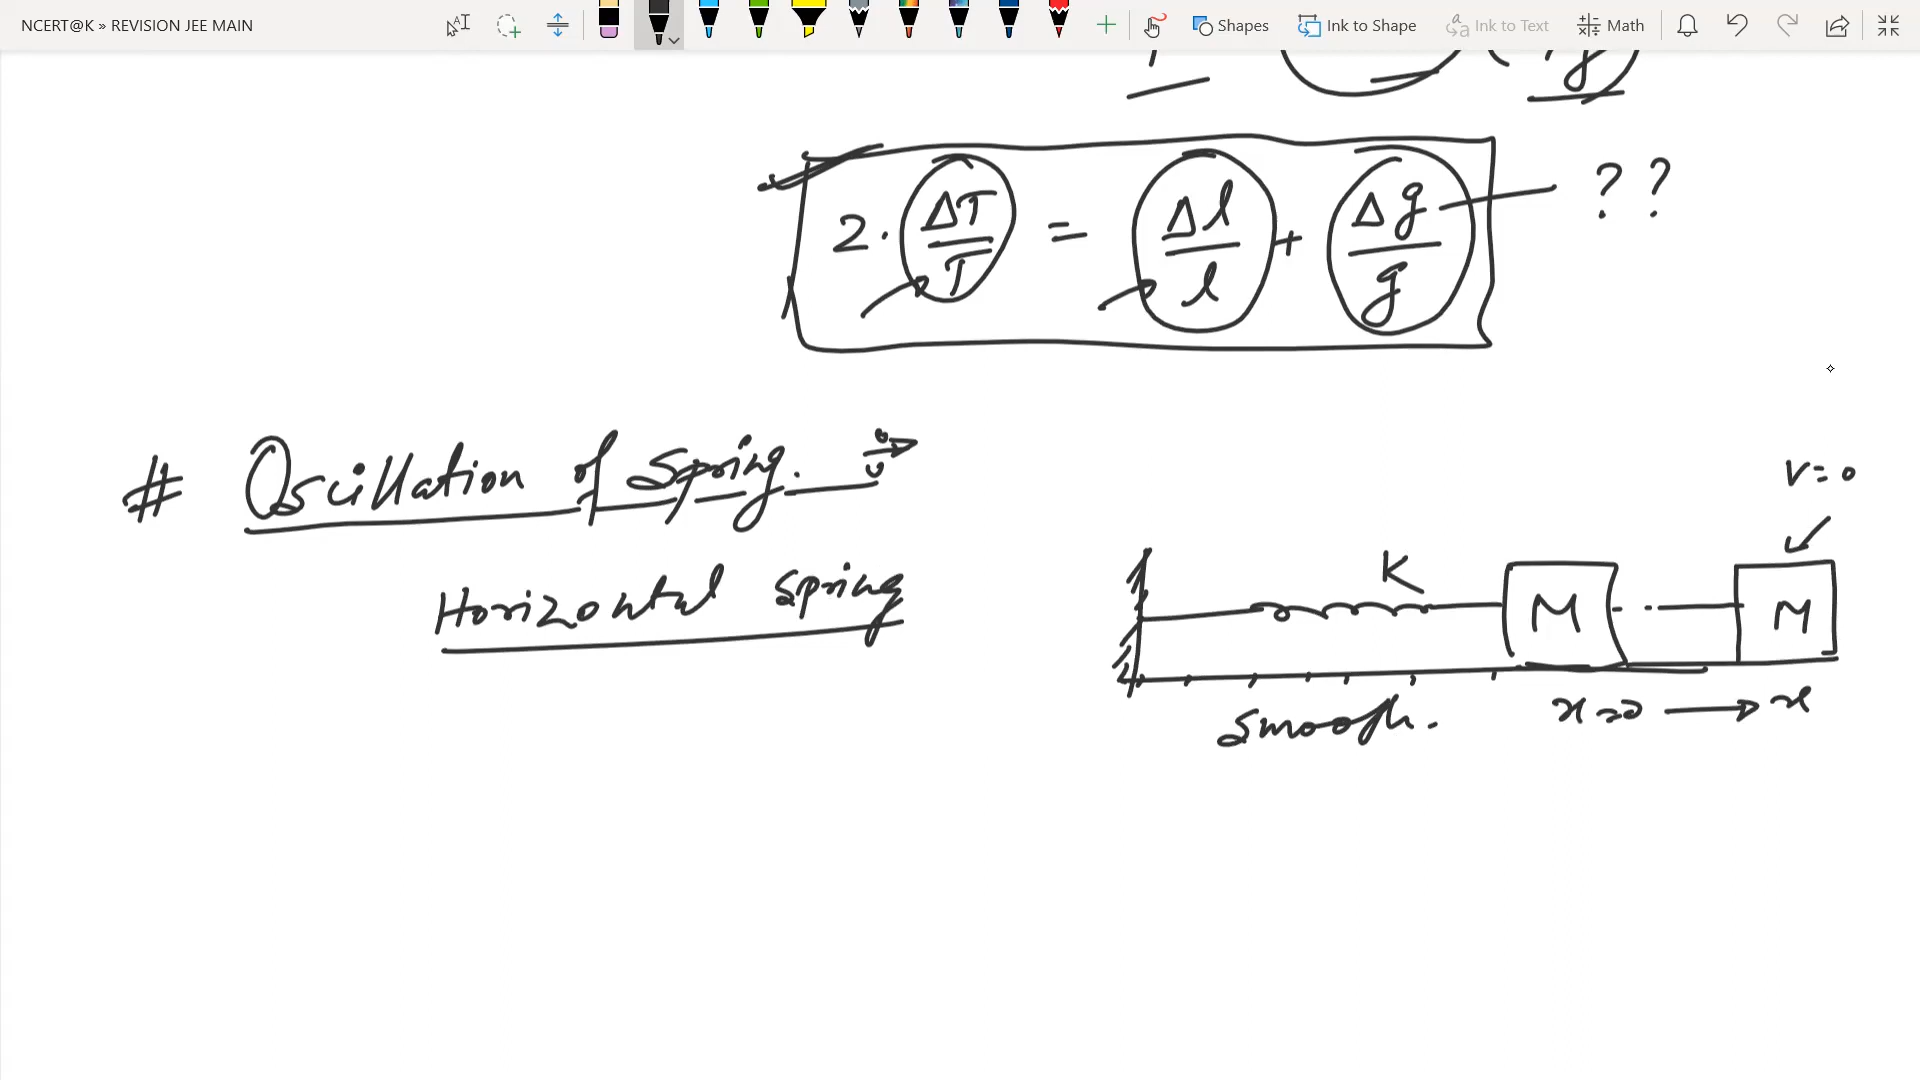 NCERT@K » REVISION JEE MAIN
Shapes Ink to Shape Ink to Text Math
g
2. ΔT/T = Δl/l + Δg/g ??
# Oscillation of Spring.
Horizontal Spring
V=0
K
M M
x=0 → x
Smooth.